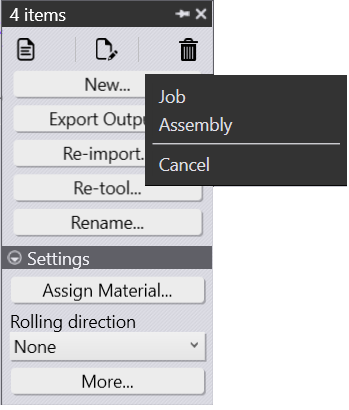 4 items
New...
Job
Assembly
Cancel
Export Outpu
Re-import.
Re-tool...
Rename...
Settings
Assign Material...
Rolling direction
None
More...